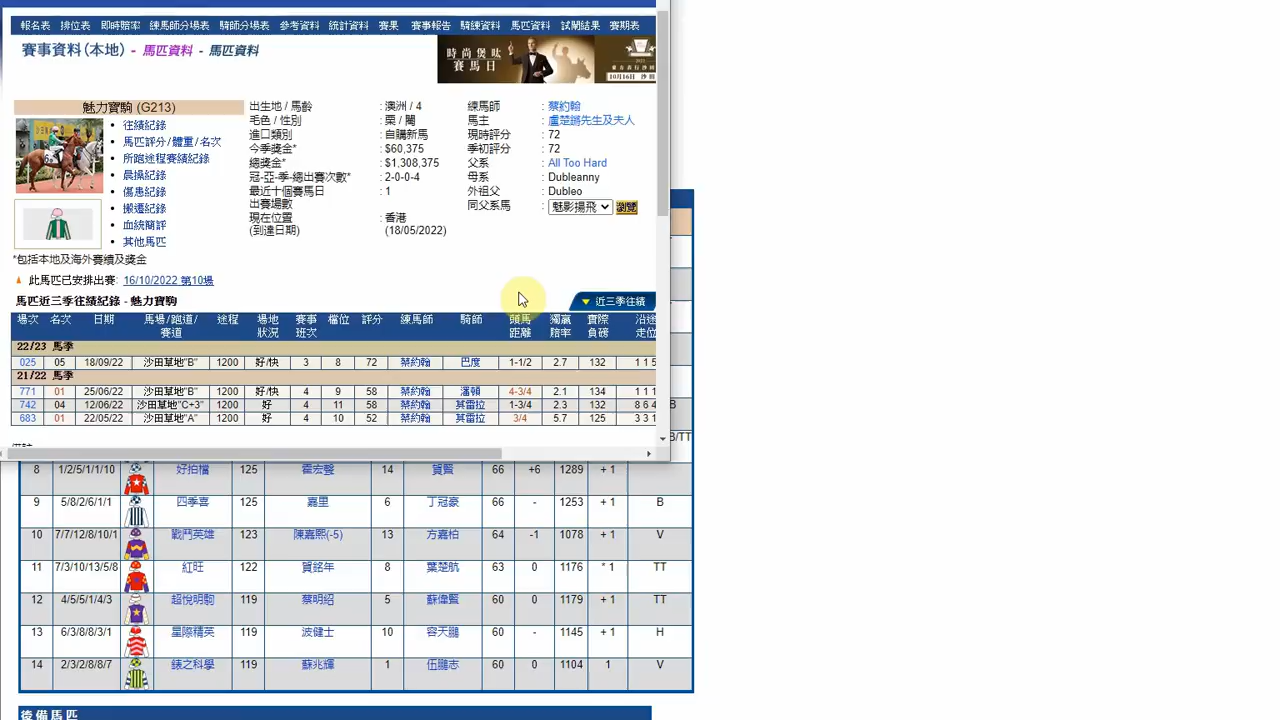 報名表 排位表 即時賠率 練馬師分場表 騎師分場表 參考資料 統計資料 賽果 賽事報告 騎練資料 馬匹資料 試閘結果 賽期表
賽事資料(本地) - 馬匹資料 - 馬匹資料
時尚煲呔
賽馬日
10月16日 沙田
魅力寶駒 (G213)
往績紀錄
馬匹評分/體重/名次
所跑途程賽績紀錄
晨操紀錄
傷患紀錄
搬遷紀錄
血統簡評
其他馬匹
出生地 / 馬齡 : 澳洲 / 4 練馬師 : 蔡約翰
毛色 / 性別 : 栗 / 閹 馬主 : 盧楚鏘先生及夫人
進口類別 : 自購新馬 現時評分 : 72
今季獎金* : $60,375 季初評分 : 72
總獎金* : $1,308,375 父系 : All Too Hard
冠-亞-季-總出賽次數* : 2-0-0-4 母系 : Dubleanny
最近十個賽馬日 : 1 外祖父 : Dubleo
出賽場數 同父系馬 : 魅影揚飛 瀏覽
現在位置 : 香港
(到達日期) (18/05/2022)
*包括本地及海外賽績及獎金
此馬匹已安排出賽: 16/10/2022 第10場
馬匹近三季往績紀錄 - 魅力寶駒 近三季往績
場次 名次 日期 馬場/跑道/ 途程 場地 賽事 檔位 評分 練馬師 騎師 頭馬 獨贏 實際 沿途
賽道 狀況 班次 距離 賠率 負磅 走位
22/23 馬季
025 05 18/09/22 沙田草地"B" 1200 好/快 3 8 72 蔡約翰 巴度 1-1/2 2.7 132 1 1 5
21/22 馬季
771 01 25/06/22 沙田草地"B" 1200 好/快 4 9 58 蔡約翰 潘頓 4-3/4 2.1 134 1 1 1
742 04 12/06/22 沙田草地"C+3" 1200 好 4 11 58 蔡約翰 莫雷拉 1-3/4 2.3 132 8 6 4
683 01 22/05/22 沙田草地"A" 1200 好 4 10 52 蔡約翰 莫雷拉 3/4 5.7 125 3 3 1
B
B/TT
8 1/2/5/1/1/10 好拍檔 125 霍宏聲 14 賀賢 66 +6 1289 + 1
9 5/8/2/6/1/1 四季喜 125 嘉里 6 丁冠豪 66 - 1253 + 1 B
10 7/7/12/8/10/1 戰鬥英雄 123 陳嘉熙(-5) 13 方嘉柏 64 -1 1078 + 1 V
11 7/3/10/13/5/8 紅旺 122 賀銘年 8 葉楚航 63 0 1176 * 1 TT
12 4/5/5/1/4/3 超悅明駒 119 蔡明紹 5 蘇偉賢 60 0 1179 + 1 TT
13 6/3/8/8/3/1 星際精英 119 波健士 10 容天鵬 60 - 1145 + 1 H
14 2/3/2/8/8/7 錶之科學 119 蘇兆輝 1 伍鵬志 60 0 1104 1 V
後備馬匹